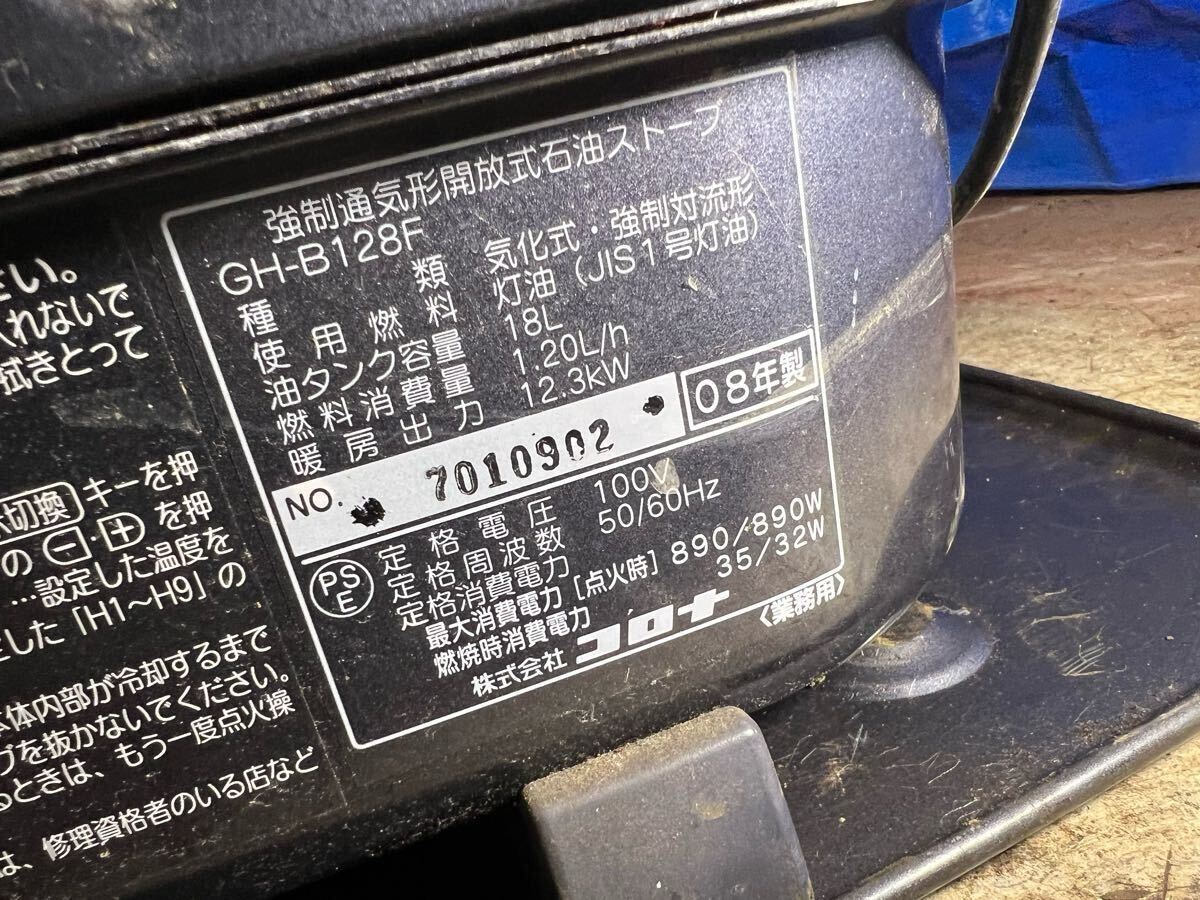 さい。
れないで
拭きとって
切換 キーを押
の ー・＋ を押
…設定した温度を
した「H1～H9」の
体内部が冷却するまで
グを抜かないでください。
るときは、もう一度点火操
は、修理資格者のいる店など
強制通気形開放式石油ストーブ
GH-B128F
種類 気化式・強制対流形
使用燃料 灯油（JIS1号灯油）
油タンク容量 18L
燃料消費量 1.20L/h
暖房出力 12.3kW
NO. 7010902 08年製
PSE
定格電圧 100V
定格周波数 50/60Hz
定格消費電力
最大消費電力［点火時］890/890W
燃焼時消費電力 35/32W
株式会社コロナ 〈業務用〉